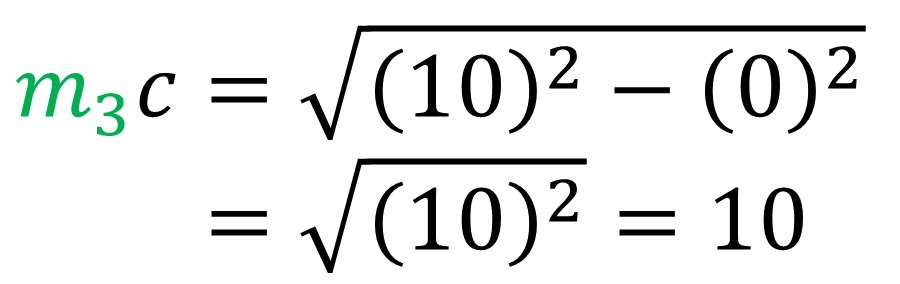 m₃c = √((10)² − (0)²)
= √((10)²) = 10